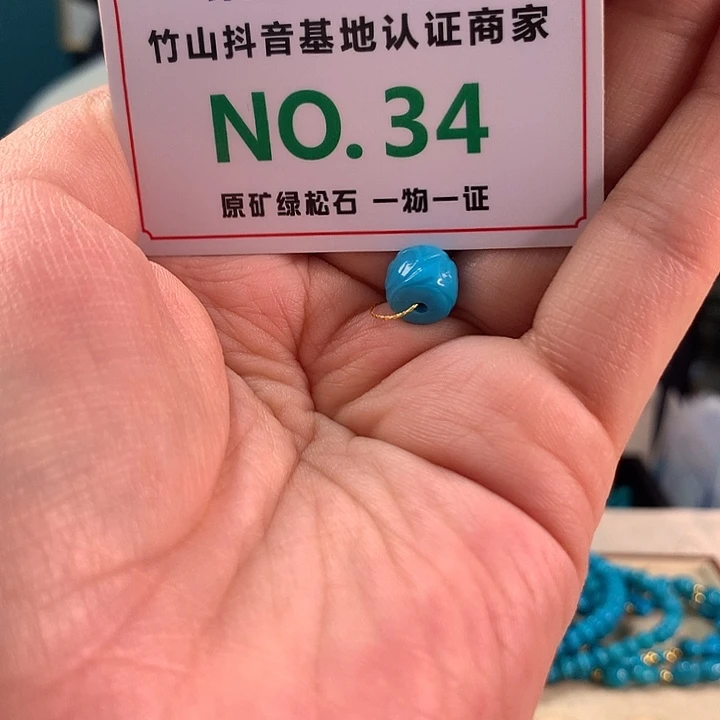 竹山抖音基地认证商家
NO.34
原矿绿松石 一物一证